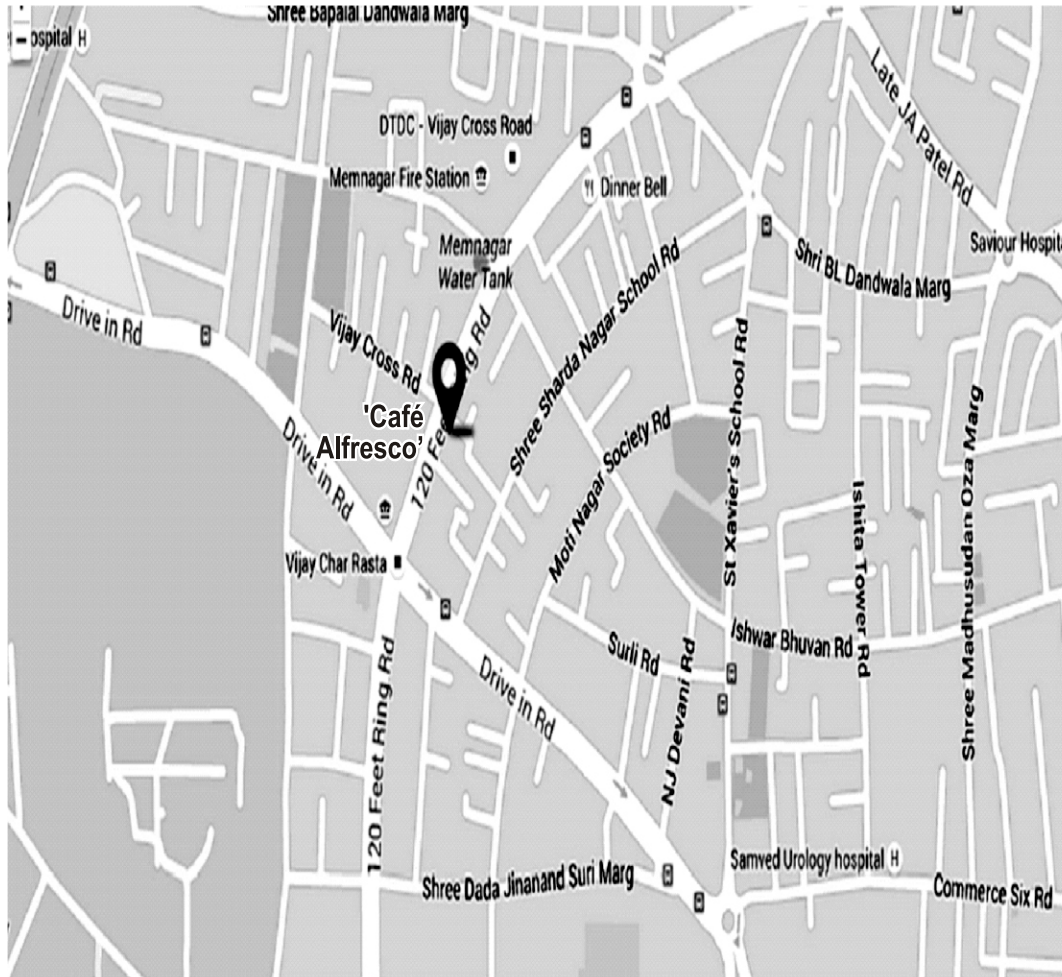 Shree Bapalal Dandwala Marg
ospital H
Late JA Patel Rd
DTDC - Vijay Cross Road
Memnagar Fire Station
Dinner Bell
Memnagar
Water Tank
Saviour Hospita
Shri BL Dandwala Marg
Drive in Rd
Vijay Cross Rd
Shree Sharda Nagar School Rd
'Café
Alfresco'
120 Fee ng Rd
Drive in Rd
Moti Nagar Society Rd
St Xavier's School Rd
Ishita Tower Rd
Shree Madhusudan Oza Marg
Vijay Char Rasta
Surli Rd
Ishwar Bhuvan Rd
120 Feet Ring Rd
Drive in Rd
NJ Devani Rd
Samved Urology hospital H
Shree Dada Jinanand Suri Marg
Commerce Six Rd